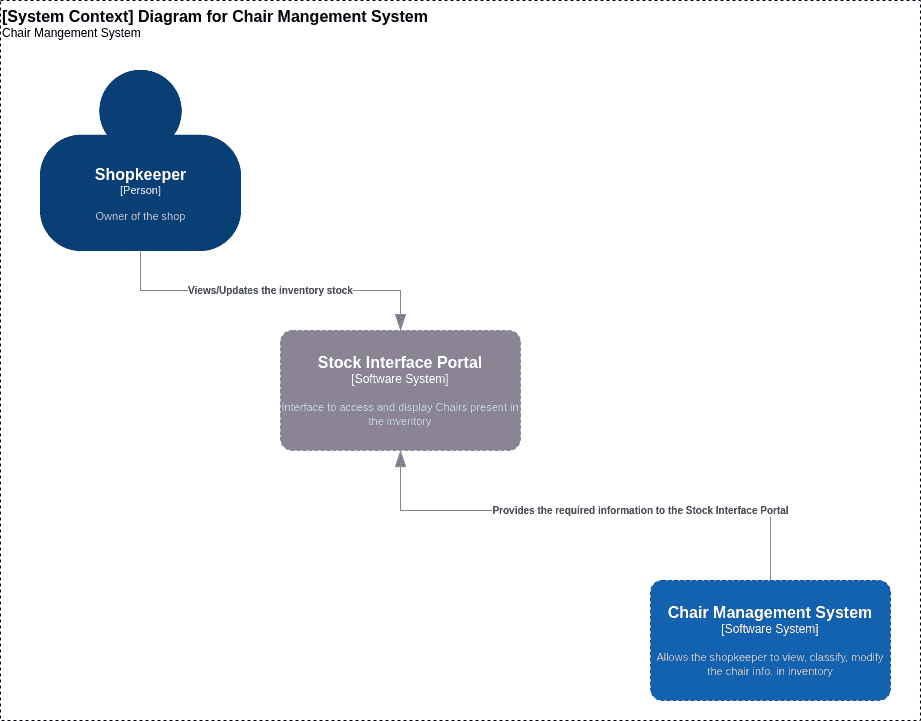 [System Context] Diagram for Chair Mangement System
Chair Mangement System
Shopkeeper
[Person]
Owner of the shop
Views/Updates the inventory stock
Stock Interface Portal
[Software System]
Interface to access and display Chairs present in
the inventory
Provides the required information to the Stock Interface Portal
Chair Management System
[Software System]
Allows the shopkeeper to view, classify, modify
the chair info. in inventory